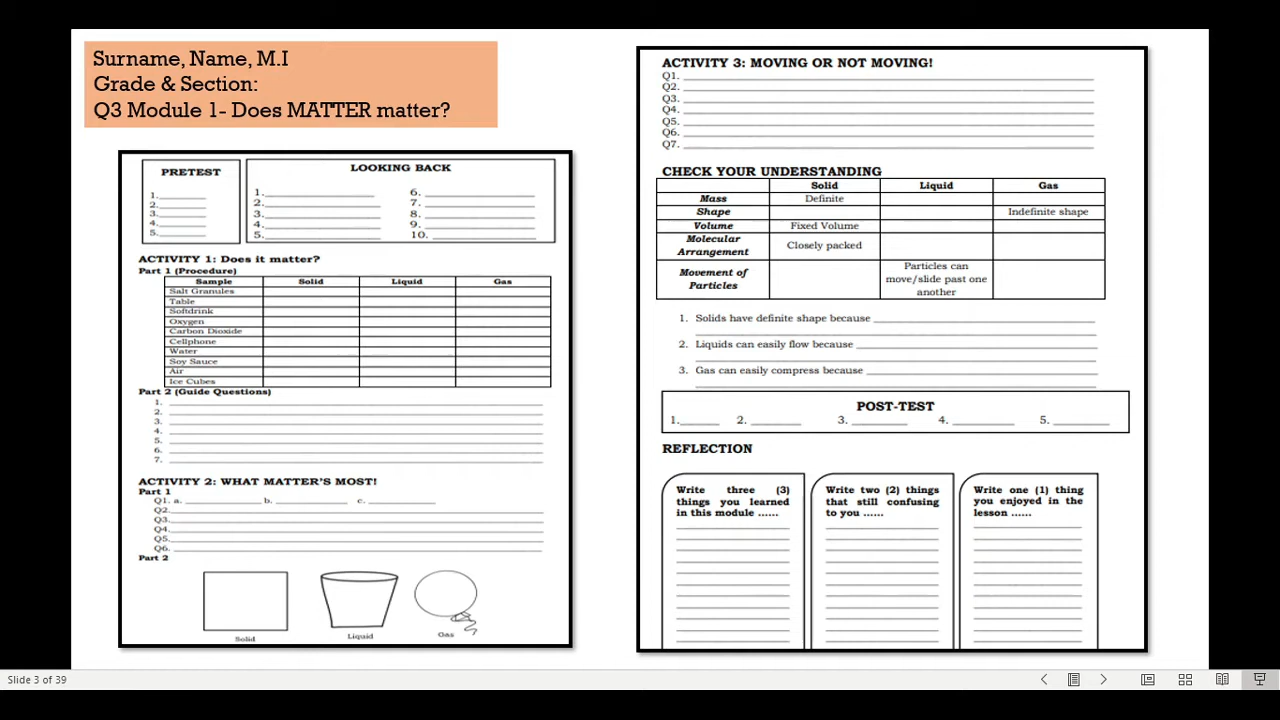 Surname, Name, M.I
Grade & Section:
Q3 Module 1- Does MATTER matter?
PRETEST
1.
2.
3.
4.
5.
LOOKING BACK
1. 6.
2. 7.
3. 8.
4. 9.
5. 10.
ACTIVITY 1: Does it matter?
Part 1 (Procedure)
Sample Solid Liquid Gas
Salt Granules
Table
Softdrink
Oxygen
Carbon Dioxide
Cellphone
Water
Soy Sauce
Air
Ice Cubes
Part 2 (Guide Questions)
1.
2.
3.
4.
5.
6.
7.
ACTIVITY 2: WHAT MATTER'S MOST!
Part 1
Q1. a. b. c.
Q2.
Q3.
Q4.
Q5.
Q6.
Part 2
Solid Liquid Gas
ACTIVITY 3: MOVING OR NOT MOVING!
Q1.
Q2.
Q3.
Q4.
Q5.
Q6.
Q7.
CHECK YOUR UNDERSTANDING
Solid Liquid Gas
Mass Definite
Shape Indefinite shape
Volume Fixed Volume
Molecular
Arrangement Closely packed
Movement of
Particles
Particles can
move/slide past one
another
1. Solids have definite shape because
2. Liquids can easily flow because
3. Gas can easily compress because
POST-TEST
1. 2. 3. 4. 5.
REFLECTION
Write three (3)
things you learned
in this module ......
Write two (2) things
that still confusing
to you ......
Write one (1) thing
you enjoyed in the
lesson ......
Slide 3 of 39